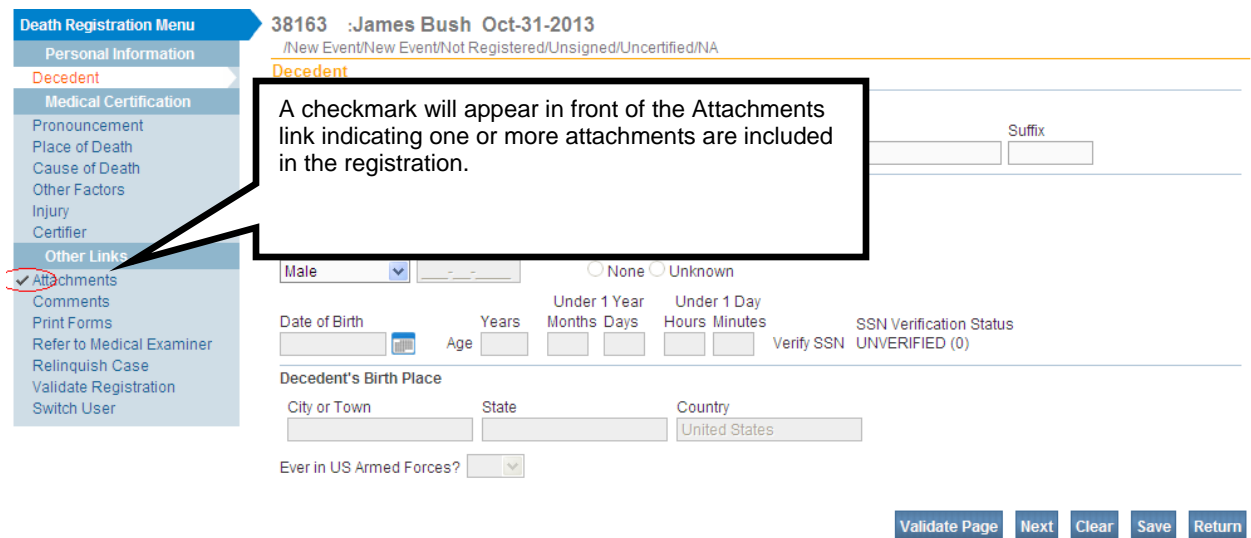 Death Registration Menu
Personal Information
Decedent
Medical Certification
Pronouncement
Place of Death
Cause of Death
Other Factors
Injury
Certifier
Other Links
Attachments
Comments
Print Forms
Refer to Medical Examiner
Relinquish Case
Validate Registration
Switch User
38163 :James Bush Oct-31-2013
/New Event/New Event/Not Registered/Unsigned/Uncertified/NA
Decedent
A checkmark will appear in front of the Attachments
link indicating one or more attachments are included
in the registration.
Suffix
Male __-__-____ None Unknown
Under 1 Year Under 1 Day
Date of Birth Years Months Days Hours Minutes SSN Verification Status
Age Verify SSN UNVERIFIED (0)
Decedent's Birth Place
City or Town State Country
United States
Ever in US Armed Forces?
Validate Page Next Clear Save Return